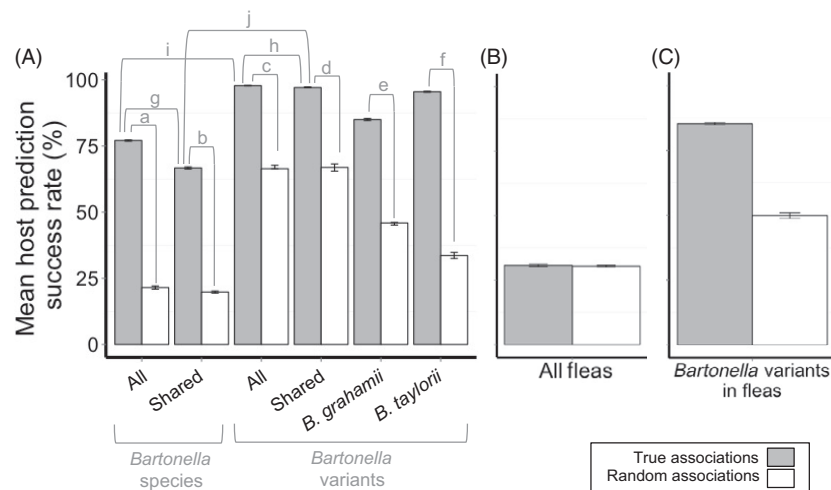 (A)
(B)
(C)
Mean host prediction
success rate (%)
100
75
50
25
0
j
i
h
g
c
d
f
a
b
e
All
Shared
All
Shared
B. grahamii
B. taylorii
Bartonella
species
Bartonella
variants
All fleas
Bartonella variants
in fleas
True associations
Random associations